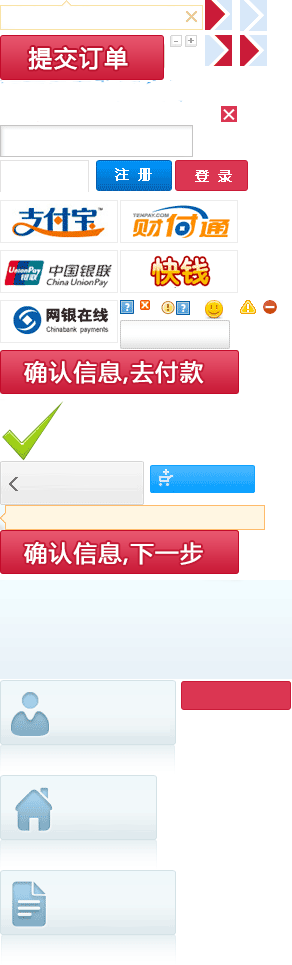 提交订单
注 册
登 录
支付宝
TENPAY.COM
财付通
UnionPay
银联
中国银联
China UnionPay
快钱
网银在线
Chinabank payments
确认信息,去付款
确认信息,下一步